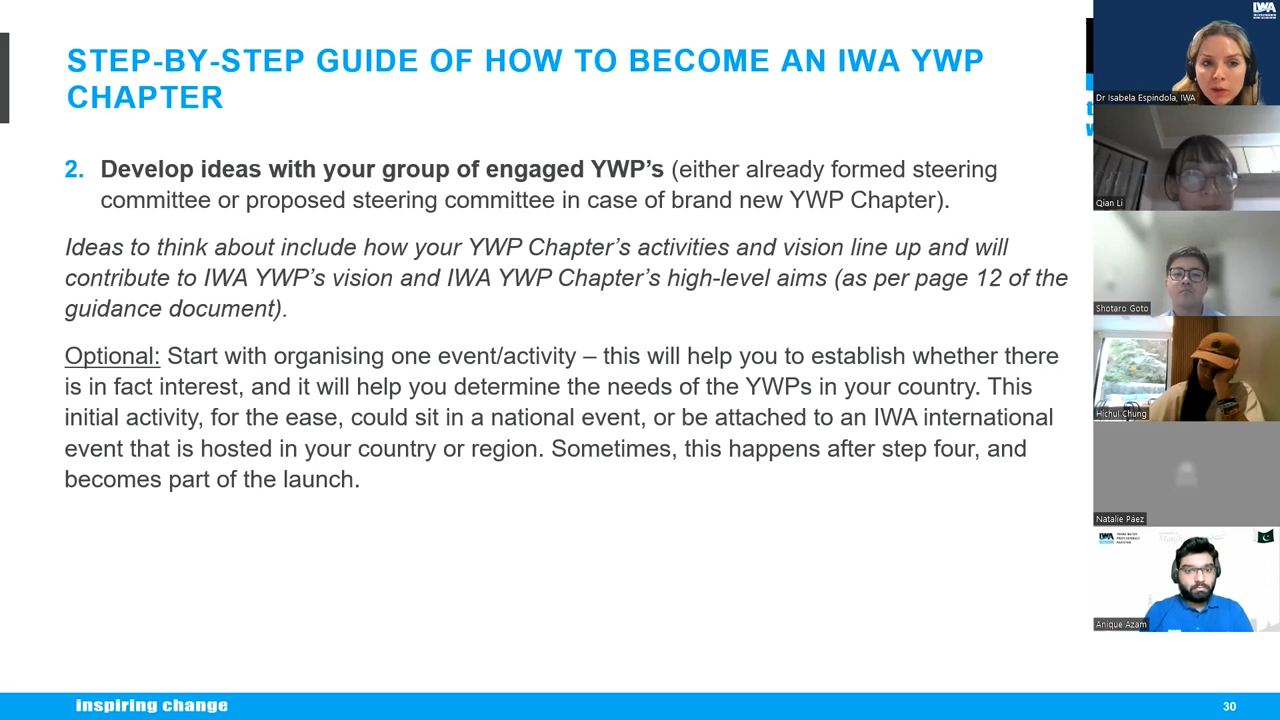 STEP-BY-STEP GUIDE OF HOW TO BECOME AN IWA YWP
CHAPTER
2. Develop ideas with your group of engaged YWP's (either already formed steering
committee or proposed steering committee in case of brand new YWP Chapter).
Ideas to think about include how your YWP Chapter's activities and vision line up and will
contribute to IWA YWP's vision and IWA YWP Chapter's high-level aims (as per page 12 of the
guidance document).
Optional: Start with organising one event/activity – this will help you to establish whether there
is in fact interest, and it will help you determine the needs of the YWPs in your country. This
initial activity, for the ease, could sit in a national event, or be attached to an IWA international
event that is hosted in your country or region. Sometimes, this happens after step four, and
becomes part of the launch.
inspiring change
30
IWA
Dr Isabela Espindola, IWA
Qian Li
Shotaro Goto
Hichul Chung
Natalie Páez
IWA
Anique Azam